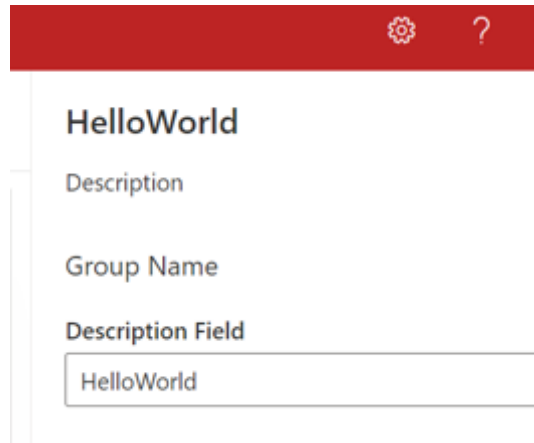 ?
HelloWorld
Description
Group Name
Description Field
HelloWorld